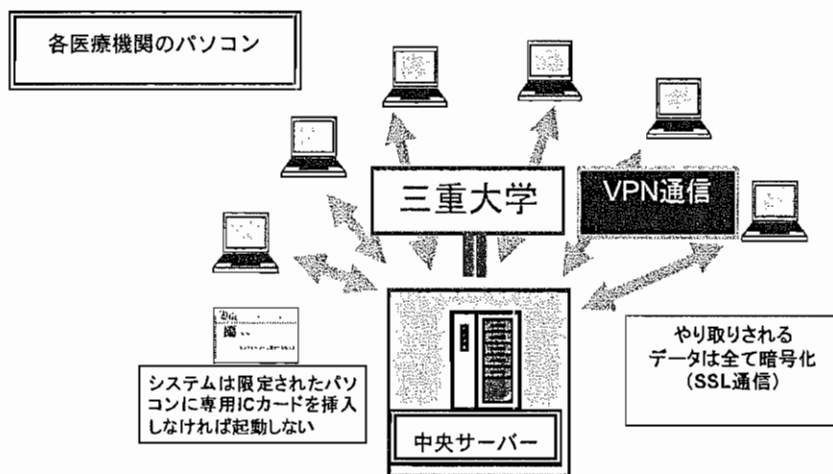 各医療機関のパソコン
三重大学
VPN通信
システムは限定されたパソ
コンに専用ICカードを挿入
しなければ起動しない
やり取りされる
データは全て暗号化
(SSL通信)
中央サーバー